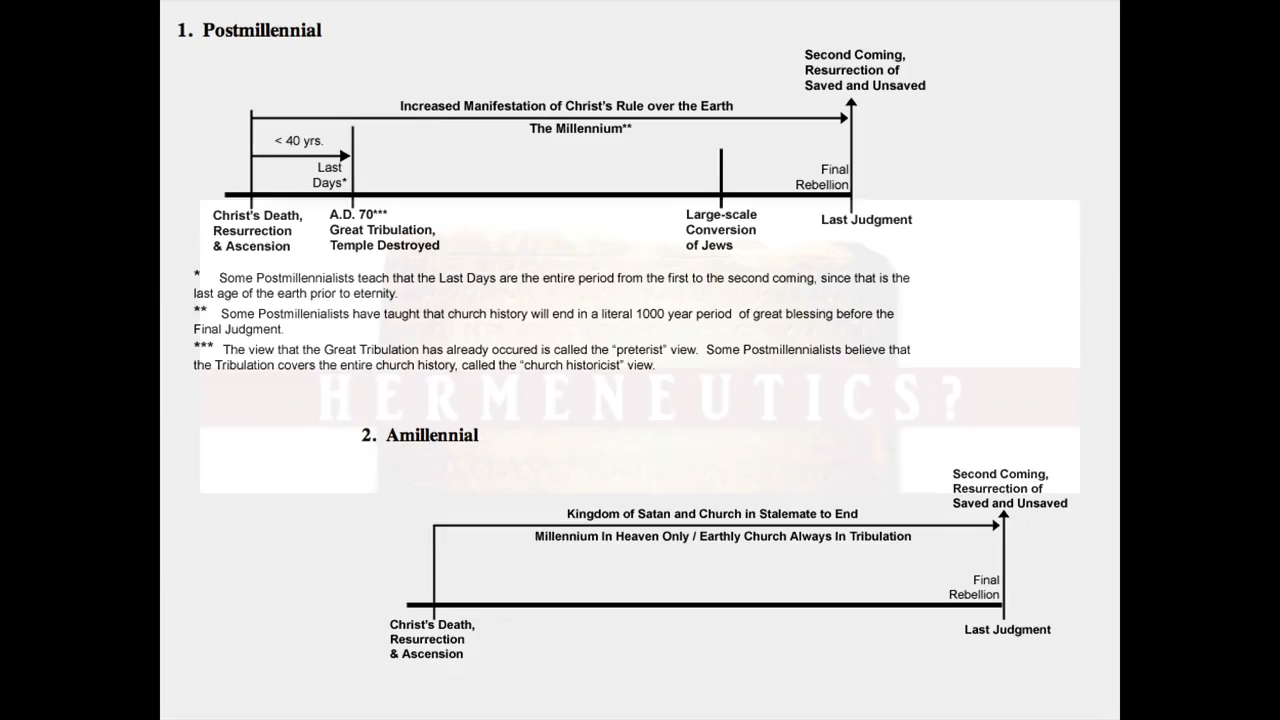 1. Postmillennial
Second Coming,
Resurrection of
Saved and Unsaved
Increased Manifestation of Christ's Rule over the Earth
The Millennium**
< 40 yrs.
Last
Days*
Final
Rebellion
Christ's Death,
Resurrection
& Ascension
A.D. 70***
Great Tribulation,
Temple Destroyed
Large-scale
Conversion
of Jews
Last Judgment
* Some Postmillennialists teach that the Last Days are the entire period from the first to the second coming, since that is the
last age of the earth prior to eternity.
** Some Postmillenialists have taught that church history will end in a literal 1000 year period of great blessing before the
Final Judgment.
*** The view that the Great Tribulation has already occured is called the “preterist” view. Some Postmillennialists believe that
the Tribulation covers the entire church history, called the “church historicist” view.
HERMENEUTICS?
2. Amillennial
Second Coming,
Resurrection of
Saved and Unsaved
Kingdom of Satan and Church in Stalemate to End
Millennium In Heaven Only / Earthly Church Always In Tribulation
Final
Rebellion
Christ's Death,
Resurrection
& Ascension
Last Judgment